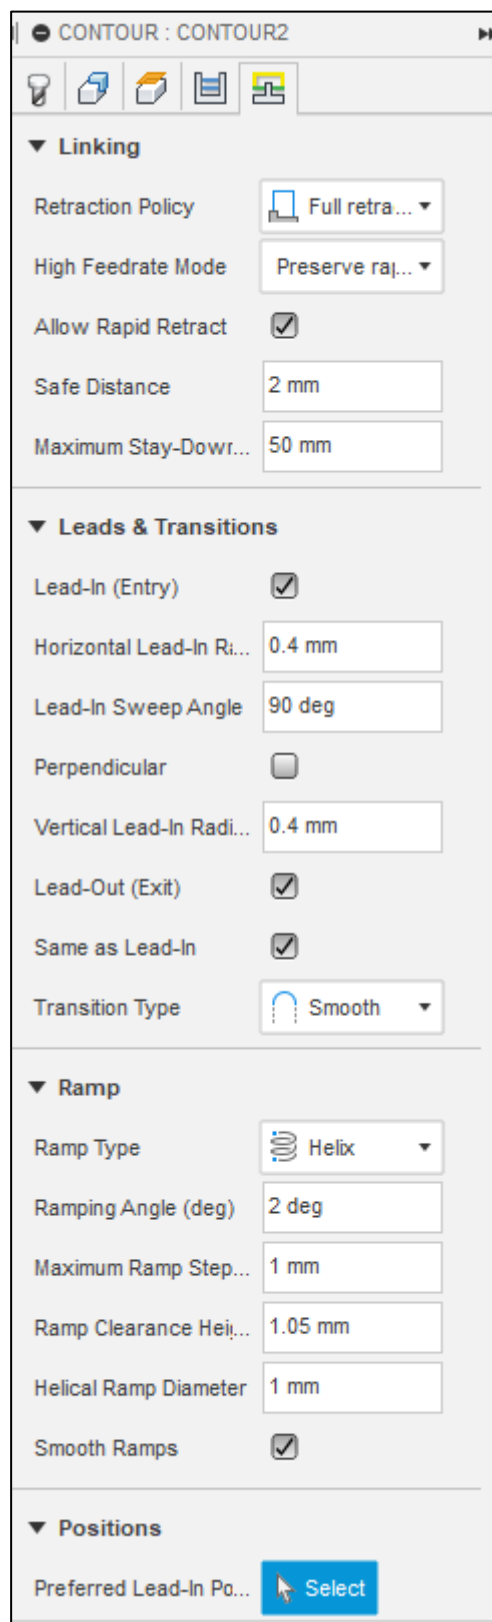 CONTOUR : CONTOUR2
Linking
Retraction Policy Full retra...
High Feedrate Mode Preserve rap...
Allow Rapid Retract
Safe Distance 2 mm
Maximum Stay-Down... 50 mm
Leads & Transitions
Lead-In (Entry)
Horizontal Lead-In Ra... 0.4 mm
Lead-In Sweep Angle 90 deg
Perpendicular
Vertical Lead-In Radi... 0.4 mm
Lead-Out (Exit)
Same as Lead-In
Transition Type Smooth
Ramp
Ramp Type Helix
Ramping Angle (deg) 2 deg
Maximum Ramp Step... 1 mm
Ramp Clearance Hei... 1.05 mm
Helical Ramp Diameter 1 mm
Smooth Ramps
Positions
Preferred Lead-In Po... Select